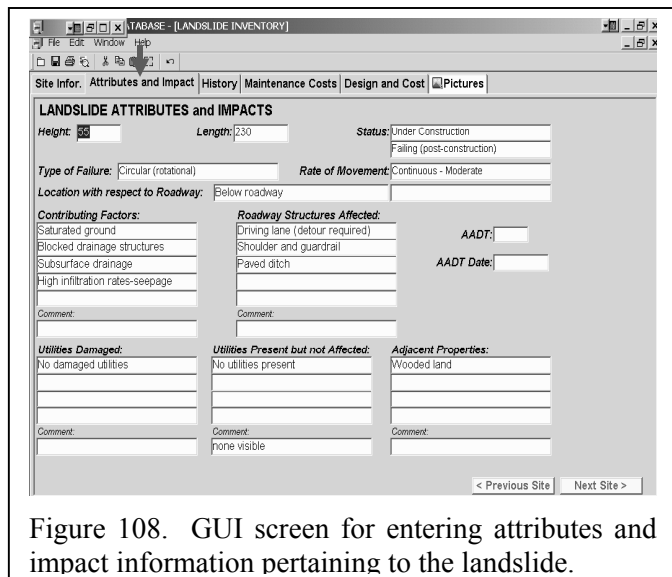 TABASE - [LANDSLIDE INVENTORY]
File Edit Window Help
Site Infor. Attributes and Impact History Maintenance Costs Design and Cost Pictures
LANDSLIDE ATTRIBUTES and IMPACTS
Height: 55 Length: 230 Status: Under Construction
Failing (post-construction)
Type of Failure: Circular (rotational) Rate of Movement: Continuous - Moderate
Location with respect to Roadway: Below roadway
Contributing Factors: Roadway Structures Affected:
Saturated ground Driving lane (detour required) AADT:
Blocked drainage structures Shoulder and guardrail
Subsurface drainage Paved ditch AADT Date:
High infiltration rates-seepage
Comment: Comment:
Utilities Damaged: Utilities Present but not Affected: Adjacent Properties:
No damaged utilities No utilities present Wooded land
Comment: Comment: Comment:
none visible
< Previous Site Next Site >
Figure 108. GUI screen for entering attributes and
impact information pertaining to the landslide.